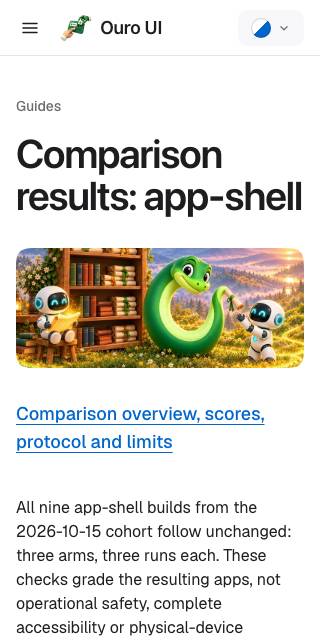 Ouro UI
Guides
Comparison
results: app-shell
Comparison overview, scores,
protocol and limits
All nine app-shell builds from the
2026-10-15 cohort follow unchanged:
three arms, three runs each. These
checks grade the resulting apps, not
operational safety, complete
accessibility or physical-device